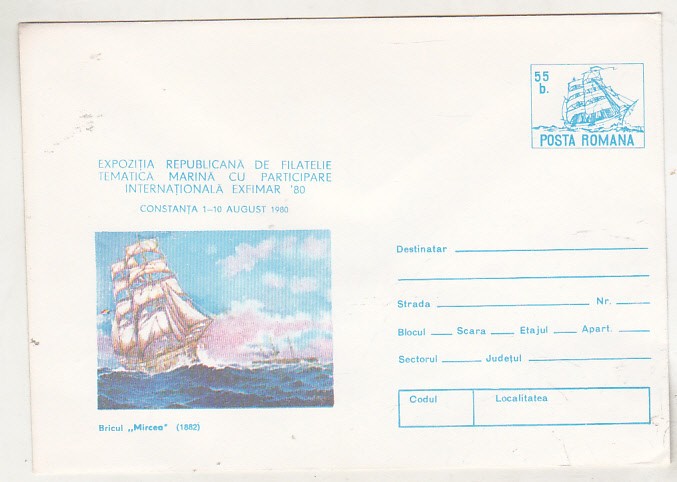 55
b.
POSTA ROMANA
EXPOZIȚIA REPUBLICANĂ DE FILATELIE
TEMATICA MARINĂ CU PARTICIPARE
INTERNAȚIONALĂ EXFIMAR '80
CONSTANȚA 1–10 AUGUST 1980
Bricul „Mircea" (1882)
Destinatar
Strada Nr.
Blocul Scara Etajul Apart.
Sectorul Județul
Codul Localitatea